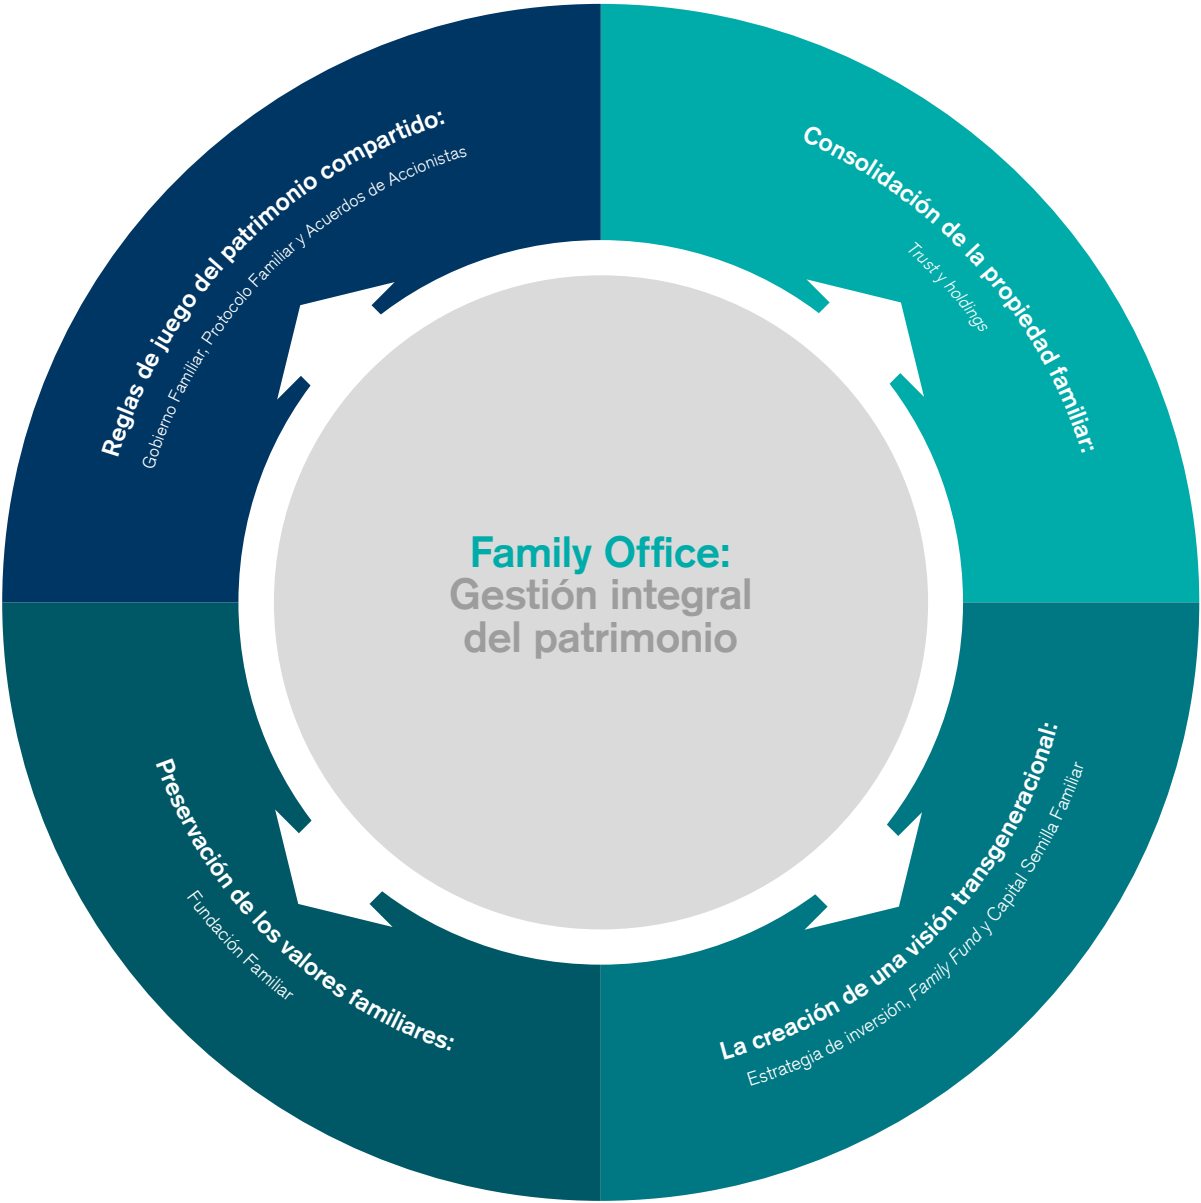 Reglas de juego del patrimonio compartido:
Gobierno Familiar, Protocolo Familiar y Acuerdos de Accionistas
Consolidación de la propiedad familiar:
Trust y holdings
Family Office:
Gestión integral
del patrimonio
Preservación de los valores familiares:
Fundación Familiar
La creación de una visión transgeneracional:
Estrategia de inversión, Family Fund y Capital Semilla Familiar